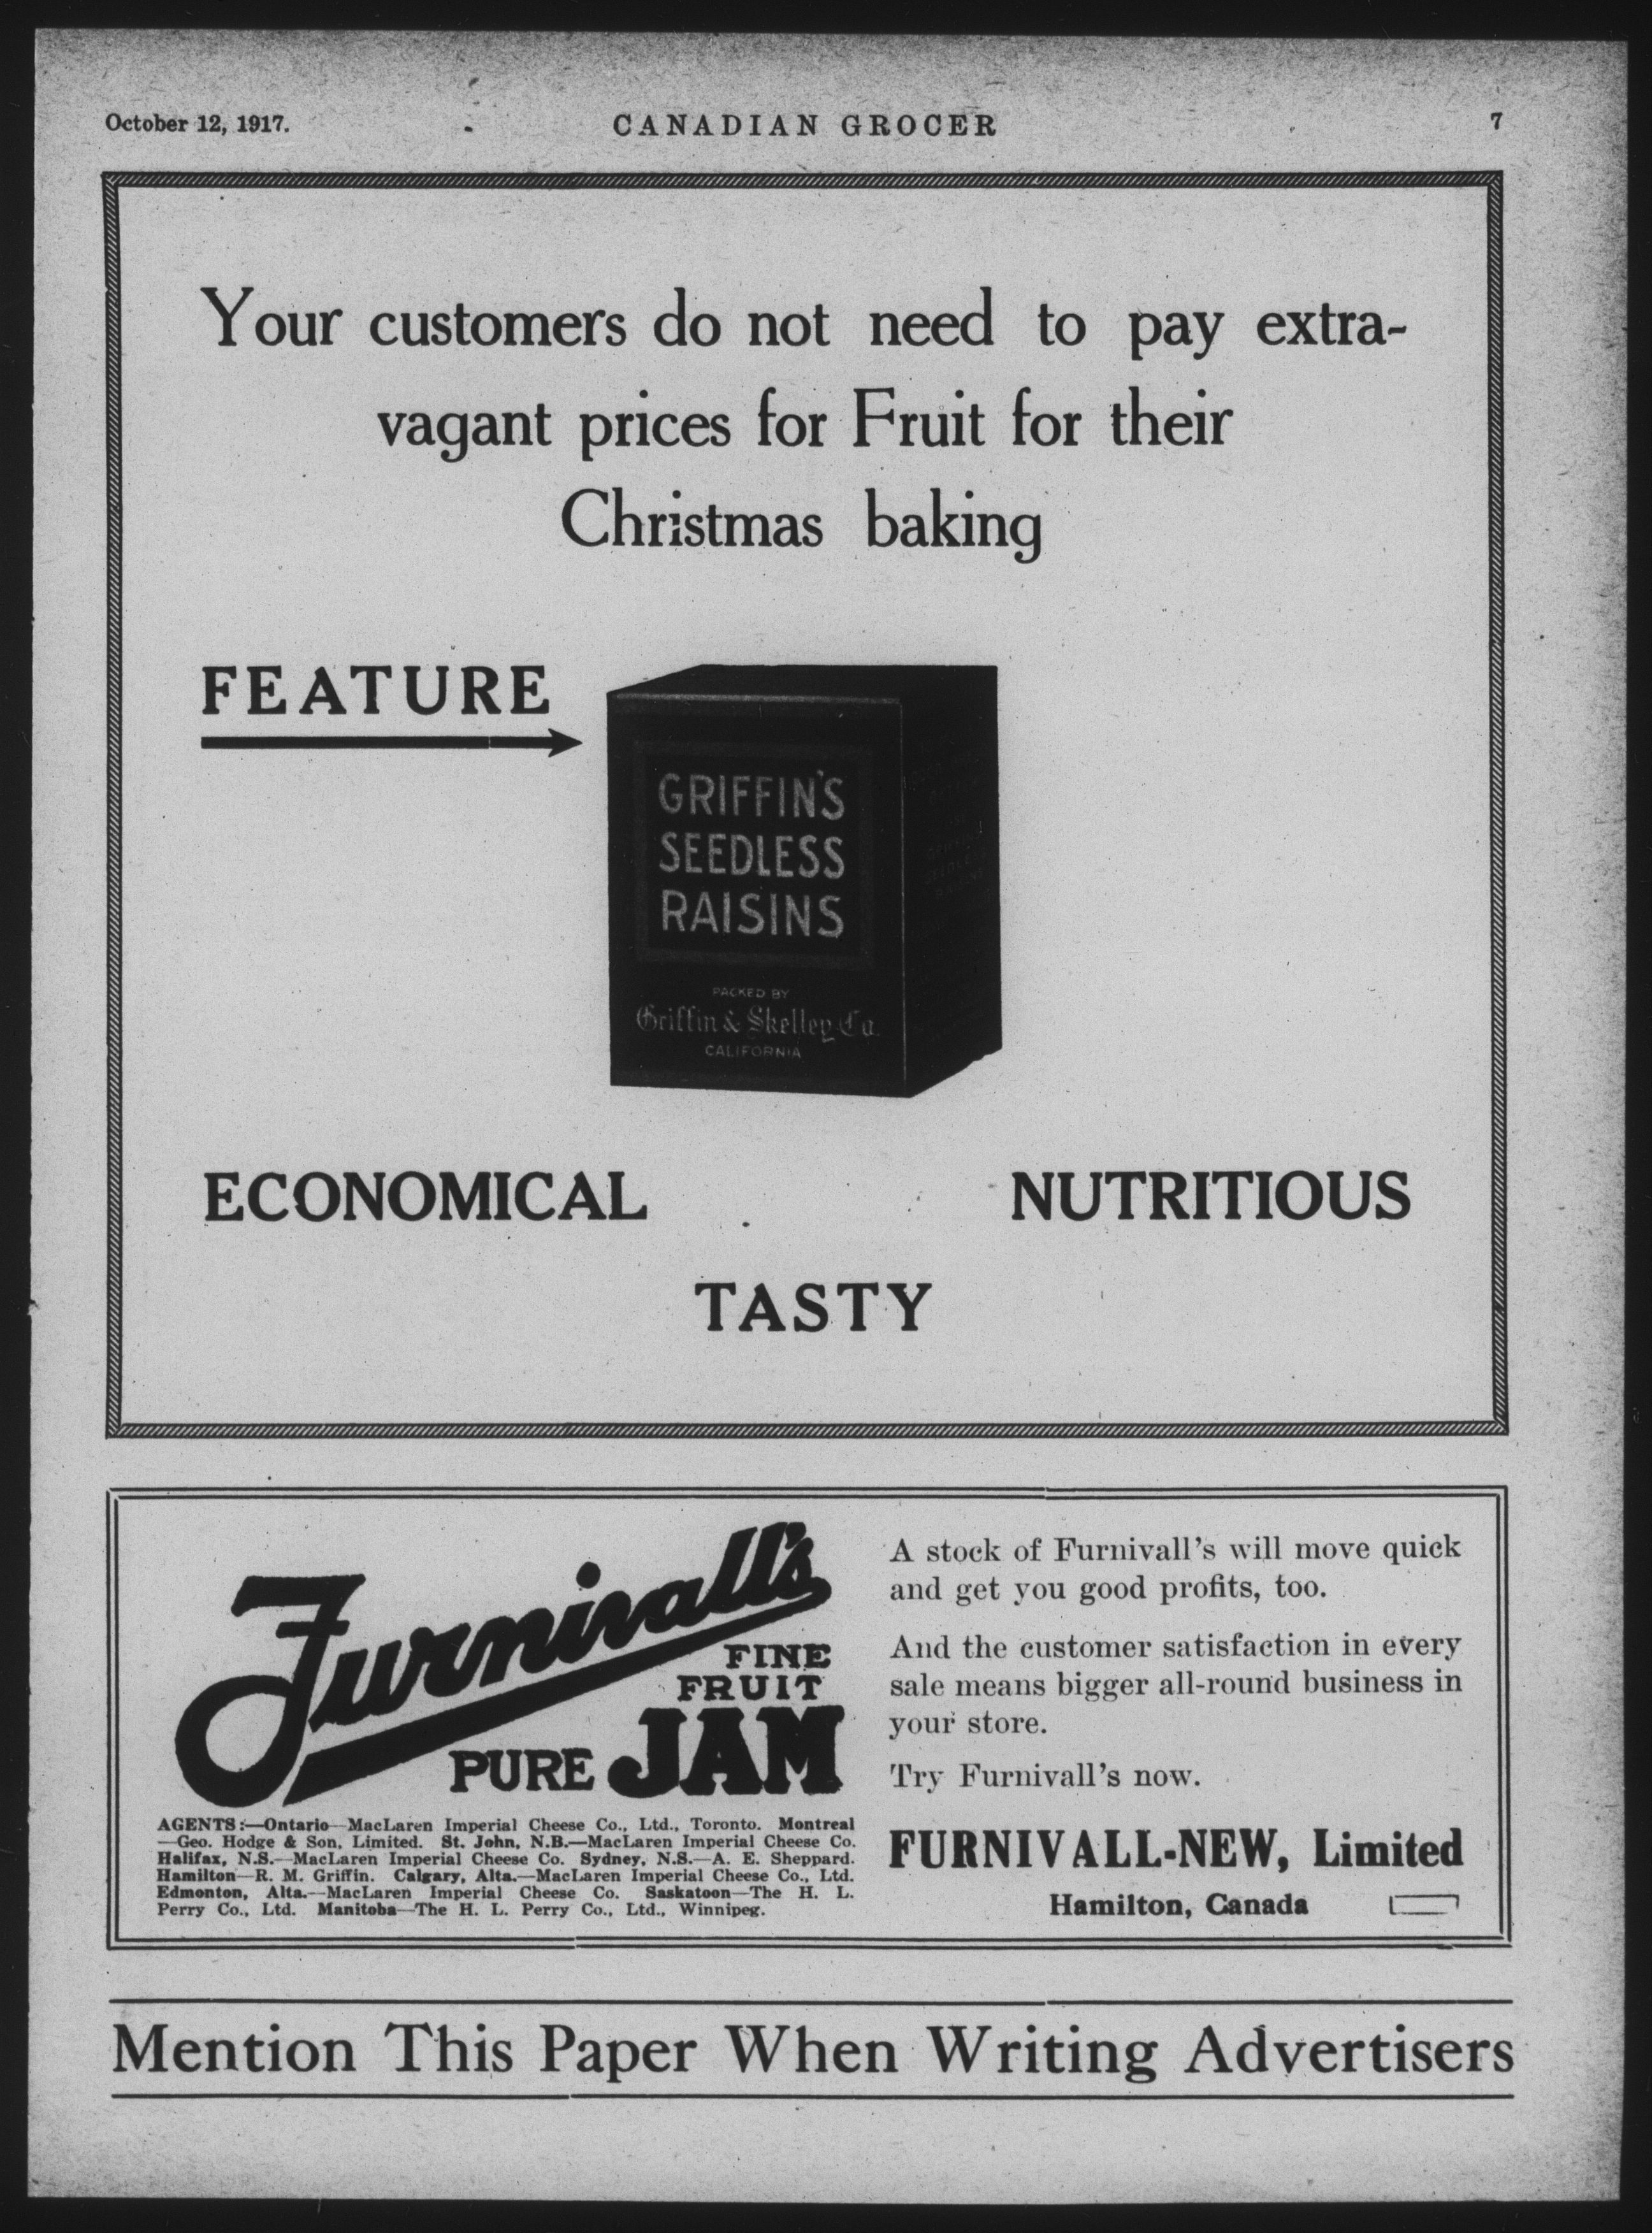 October 12, 1917.
CANADIAN GROCER
7
Your customers do not need to pay extra-
vagant prices for Fruit for their
Christmas baking
FEATURE
GRIFFIN'S
SEEDLESS
RAISINS
PACKED BY
Griffin & Skelley Co.
CALIFORNIA
ECONOMICAL
NUTRITIOUS
TASTY
Furnivall's
FINE
FRUIT
PURE JAM
AGENTS:—Ontario—MacLaren Imperial Cheese Co., Ltd., Toronto. Montreal
—Geo. Hodge & Son, Limited. St. John, N.B.—MacLaren Imperial Cheese Co.
Halifax, N.S.—MacLaren Imperial Cheese Co. Sydney, N.S.—A. E. Sheppard.
Hamilton—R. M. Griffin. Calgary, Alta.—MacLaren Imperial Cheese Co., Ltd.
Edmonton, Alta.—MacLaren Imperial Cheese Co. Saskatoon—The H. L.
Perry Co., Ltd. Manitoba—The H. L. Perry Co., Ltd., Winnipeg.
A stock of Furnivall's will move quick
and get you good profits, too.
And the customer satisfaction in every
sale means bigger all-round business in
your store.
Try Furnivall's now.
FURNIVALL-NEW, Limited
Hamilton, Canada
Mention This Paper When Writing Advertisers